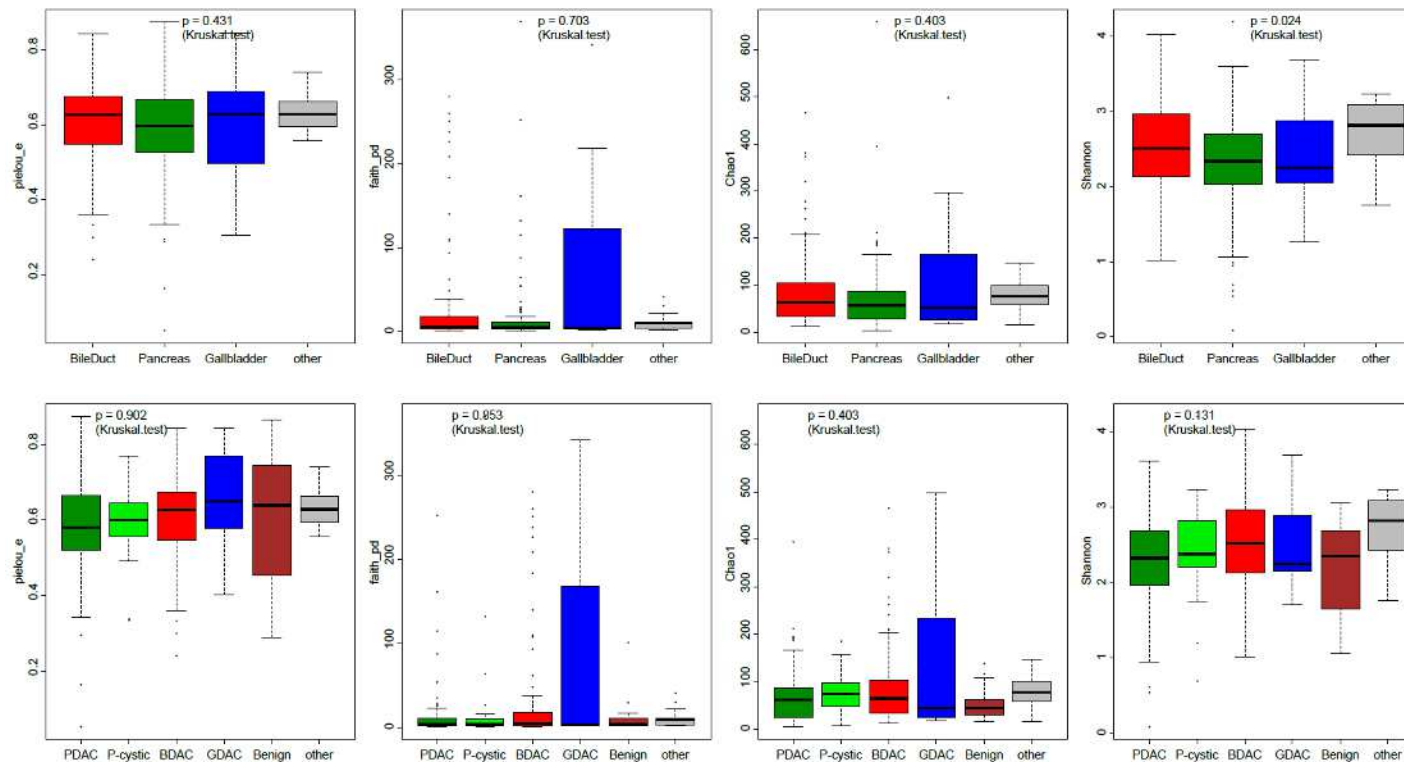 p = 0.431
(Kruskal.test)
pielou_e
0.8
0.6
0.4
0.2
BileDuct Pancreas Gallbladder other
p = 0.703
(Kruskal.test)
faith_pd
300
200
100
0
BileDuct Pancreas Gallbladder other
p = 0.403
(Kruskal.test)
Chao1
600
500
400
300
200
100
0
BileDuct Pancreas Gallbladder other
p = 0.024
(Kruskal.test)
Shannon
4
3
2
1
0
BileDuct Pancreas Gallbladder other
p = 0.902
(Kruskal.test)
pielou_e
0.8
0.6
0.4
0.2
PDAC P-cystic BDAC GDAC Benign other
p = 0.853
(Kruskal.test)
faith_pd
300
200
100
0
PDAC P-cystic BDAC GDAC Benign other
p = 0.403
(Kruskal.test)
Chao1
600
500
400
300
200
100
0
PDAC P-cystic BDAC GDAC Benign other
p = 0.131
(Kruskal.test)
Shannon
4
3
2
1
0
PDAC P-cystic BDAC GDAC Benign other